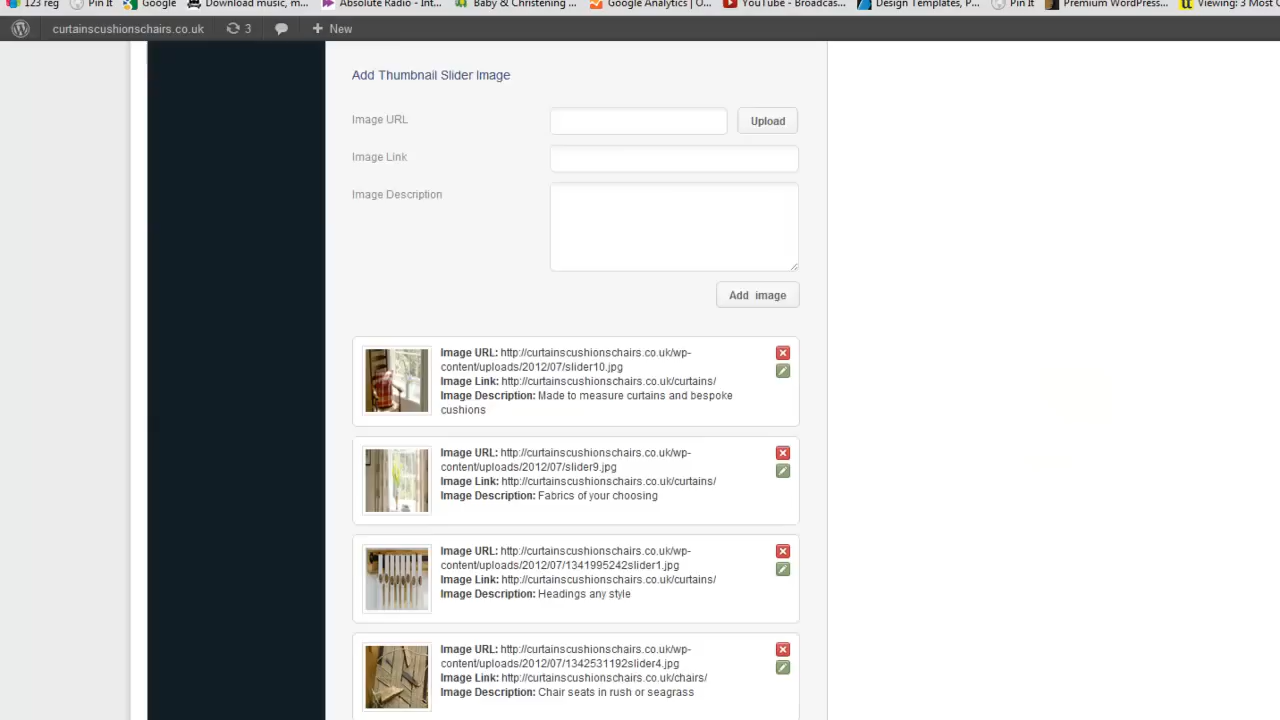 123 reg Pin It Google Download music, m... Absolute Radio - Int... Baby & Christening ... Google Analytics | O... YouTube - Broadcas... Design Templates, P... Pin It Premium WordPress... Viewing: 3 Most C
curtainscushionschairs.co.uk 3 New
Add Thumbnail Slider Image
Image URL Upload
Image Link
Image Description
Add image
Image URL: http://curtainscushionschairs.co.uk/wp-
content/uploads/2012/07/slider10.jpg
Image Link: http://curtainscushionschairs.co.uk/curtains/
Image Description: Made to measure curtains and bespoke
cushions
Image URL: http://curtainscushionschairs.co.uk/wp-
content/uploads/2012/07/slider9.jpg
Image Link: http://curtainscushionschairs.co.uk/curtains/
Image Description: Fabrics of your choosing
Image URL: http://curtainscushionschairs.co.uk/wp-
content/uploads/2012/07/1341995242slider1.jpg
Image Link: http://curtainscushionschairs.co.uk/curtains/
Image Description: Headings any style
Image URL: http://curtainscushionschairs.co.uk/wp-
content/uploads/2012/07/1342531192slider4.jpg
Image Link: http://curtainscushionschairs.co.uk/chairs/
Image Description: Chair seats in rush or seagrass